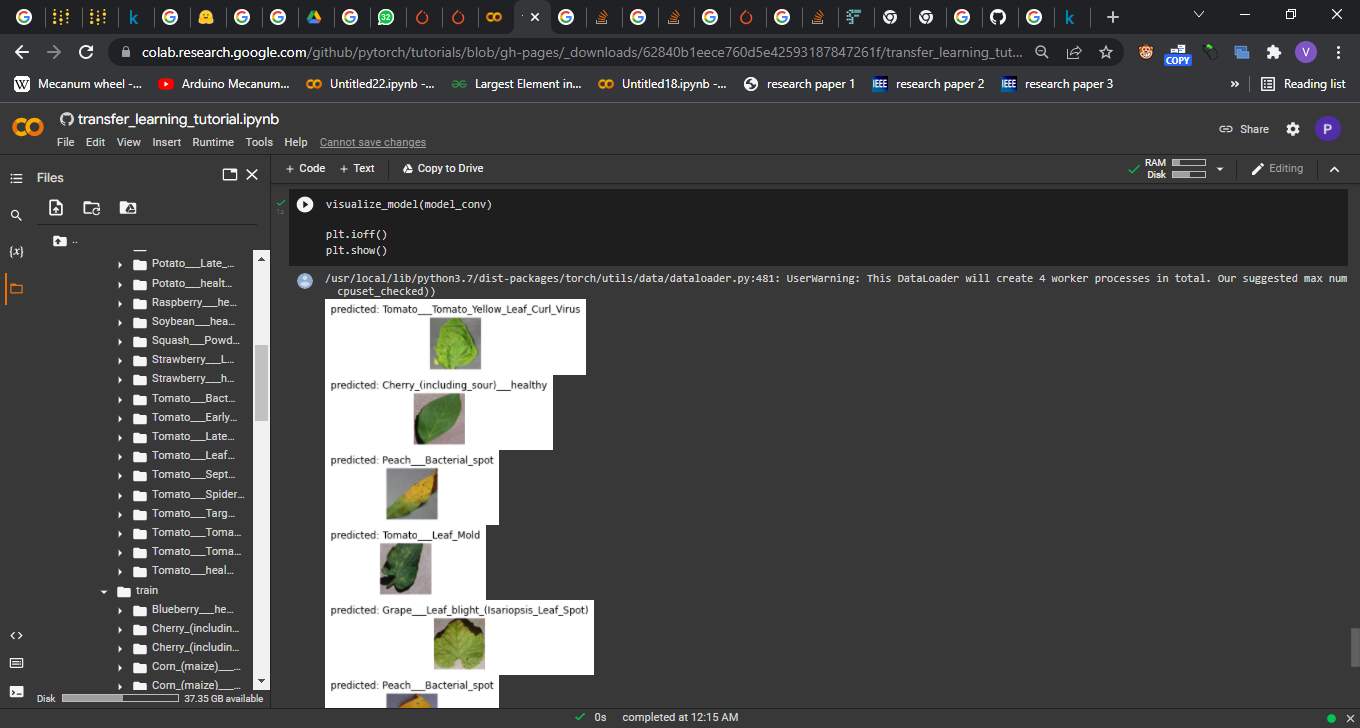 colab.research.google.com/github/pytorch/tutorials/blob/gh-pages/_downloads/62840b1eece760d5e42593187847261f/transfer_learning_tut...
COPY
V
Mecanum wheel -...
Arduino Mecanum...
Untitled22.ipynb -...
Largest Element in...
Untitled18.ipynb -...
research paper 1
research paper 2
research paper 3
»
Reading list
transfer_learning_tutorial.ipynb
File Edit View Insert Runtime Tools Help Cannot save changes
Share
P
Files
+ Code + Text Copy to Drive
RAM
Disk
Editing
..
Potato___Late_...
Potato___healt...
Raspberry___he...
Soybean___hea...
Squash___Powd...
Strawberry___L...
Strawberry___h...
Tomato___Bact...
Tomato___Early...
Tomato___Late...
Tomato___Leaf...
Tomato___Sept...
Tomato___Spider...
Tomato___Targ...
Tomato___Toma...
Tomato___Toma...
Tomato___heal...
train
Blueberry___he...
Cherry_(includin...
Cherry_(includin...
Corn_(maize)___...
Corn_(maize)___...
Disk 37.35 GB available
visualize_model(model_conv)
plt.ioff()
plt.show()
/usr/local/lib/python3.7/dist-packages/torch/utils/data/dataloader.py:481: UserWarning: This DataLoader will create 4 worker processes in total. Our suggested max num
cpuset_checked))
predicted: Tomato___Tomato_Yellow_Leaf_Curl_Virus
predicted: Cherry_(including_sour)___healthy
predicted: Peach___Bacterial_spot
predicted: Tomato___Leaf_Mold
predicted: Grape___Leaf_blight_(Isariopsis_Leaf_Spot)
predicted: Peach___Bacterial_spot
0s completed at 12:15 AM